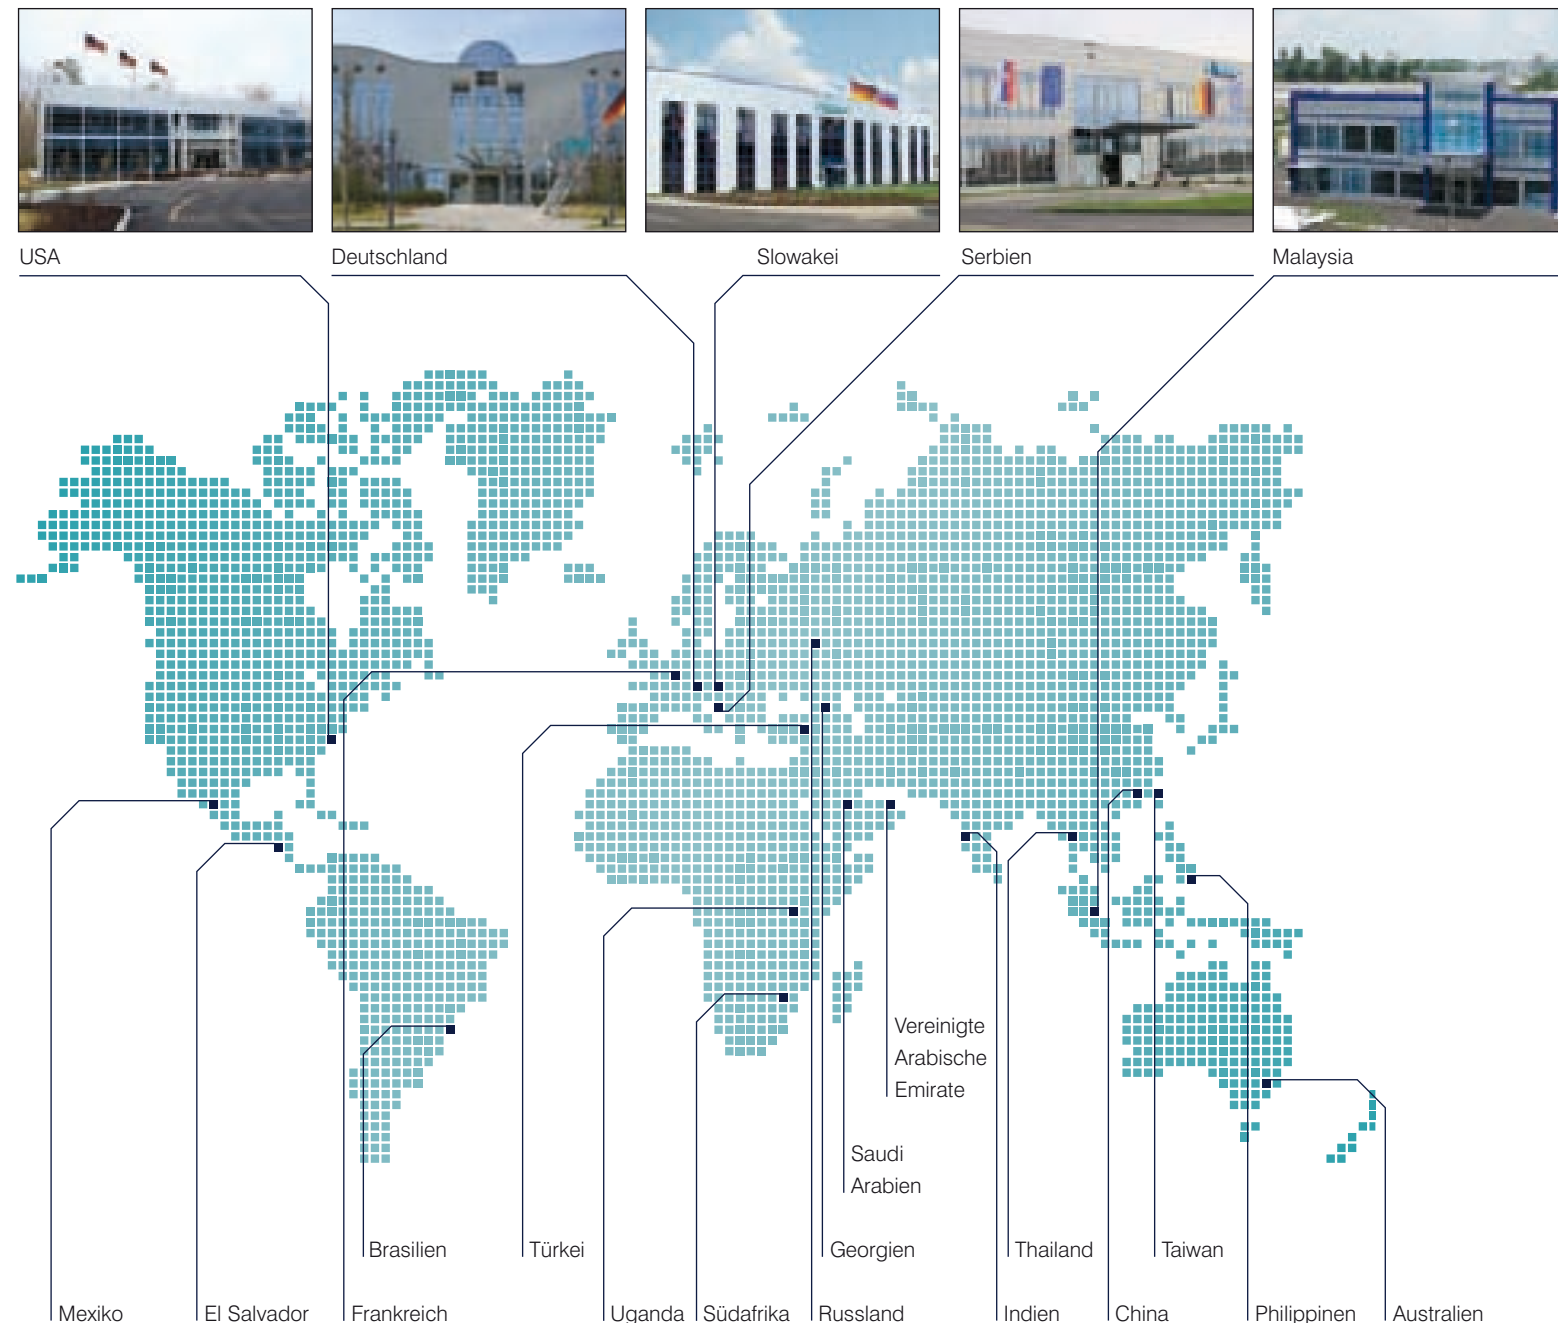 USA
Deutschland
Slowakei
Serbien
Malaysia
Vereinigte
Arabische
Emirate
Saudi
Arabien
Brasilien
Türkei
Georgien
Thailand
Taiwan
Mexiko
El Salvador
Frankreich
Uganda
Südafrika
Russland
Indien
China
Philippinen
Australien